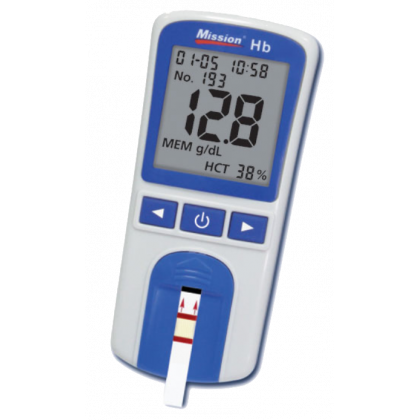 Mission® Hb
01-05 10:58
No. 193
12.8
MEM g/dL
HCT 38%